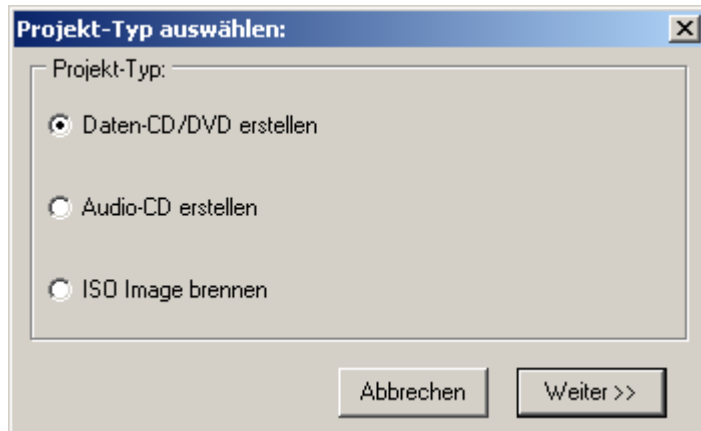 Projekt-Typ auswählen:
Projekt-Typ:
Daten-CD/DVD erstellen
Audio-CD erstellen
ISO Image brennen
Abbrechen
Weiter >>